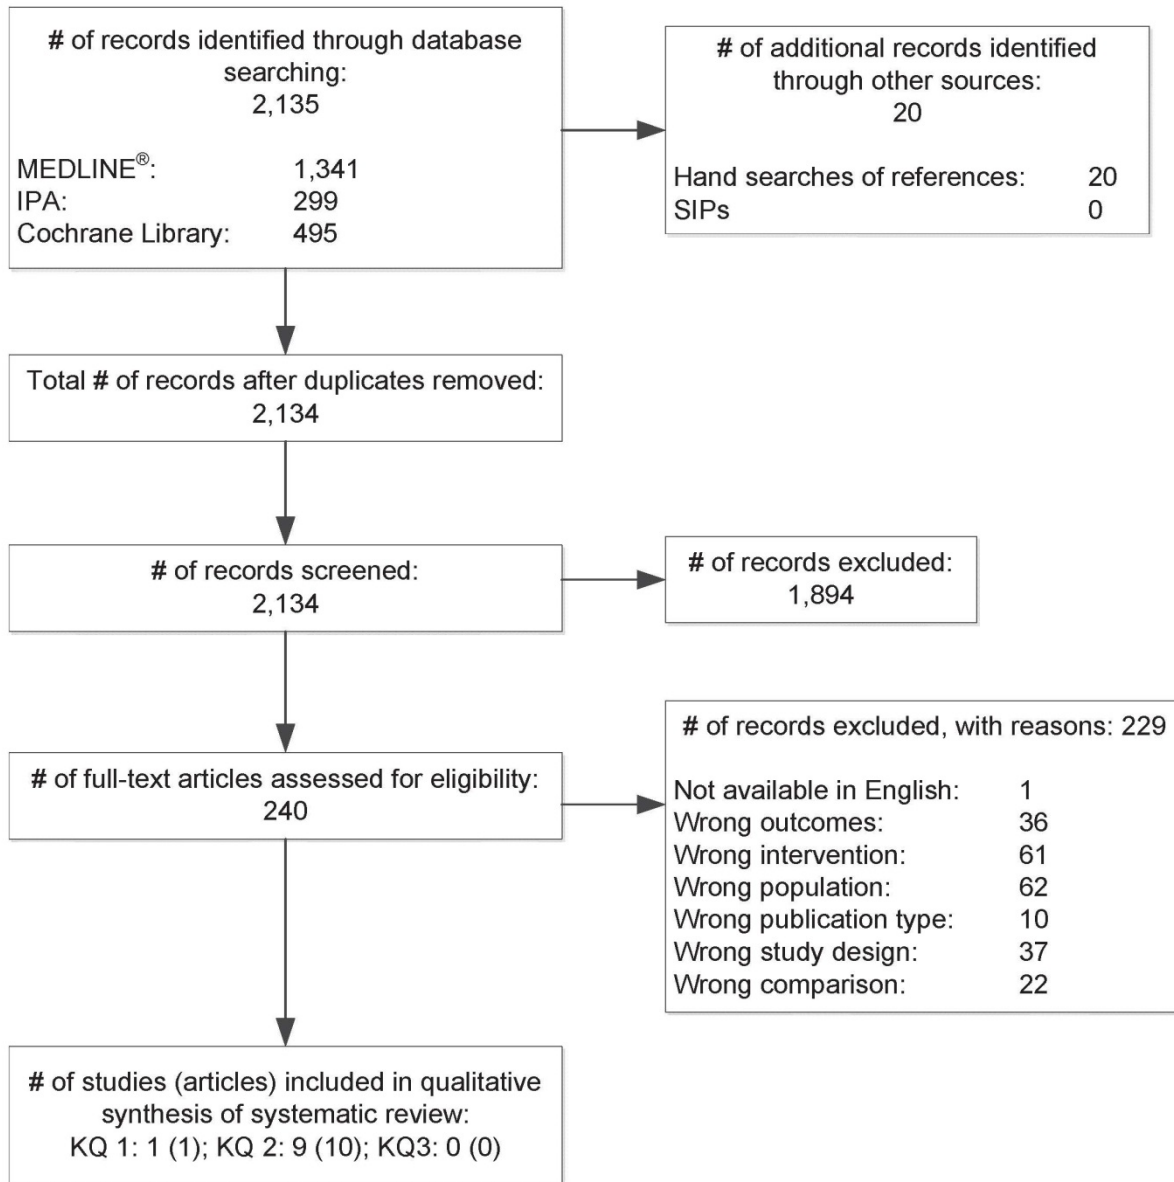 # of records identified through database
searching:
2,135
MEDLINE®: 1,341
IPA: 299
Cochrane Library: 495
# of additional records identified
through other sources:
20
Hand searches of references: 20
SIPs 0
Total # of records after duplicates removed:
2,134
# of records screened:
2,134
# of records excluded:
1,894
# of full-text articles assessed for eligibility:
240
# of records excluded, with reasons: 229
Not available in English: 1
Wrong outcomes: 36
Wrong intervention: 61
Wrong population: 62
Wrong publication type: 10
Wrong study design: 37
Wrong comparison: 22
# of studies (articles) included in qualitative
synthesis of systematic review:
KQ 1: 1 (1); KQ 2: 9 (10); KQ3: 0 (0)